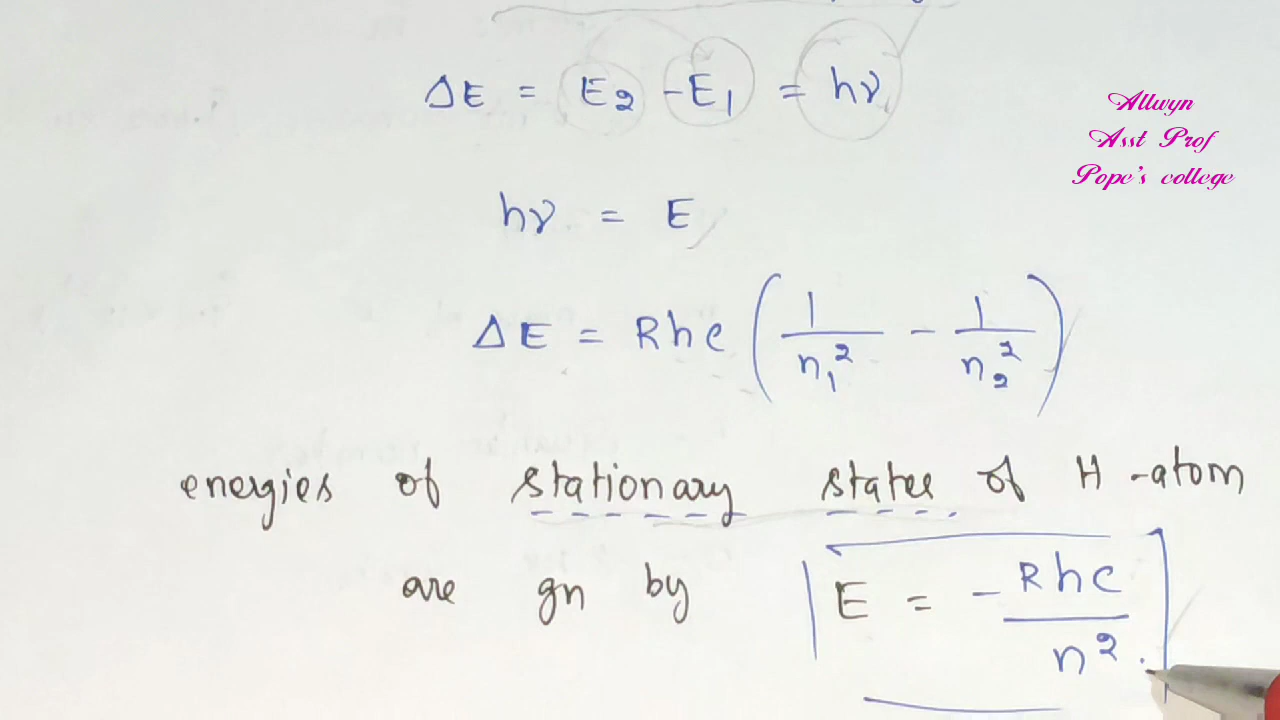 ΔE = E2 - E1 = hν
Allwyn
Asst Prof
Pope's college
hν = E
ΔE = Rhc (1/n₁² - 1/n₂²)
energies of stationary states of H-atom
are gn by E = - Rhc/n².